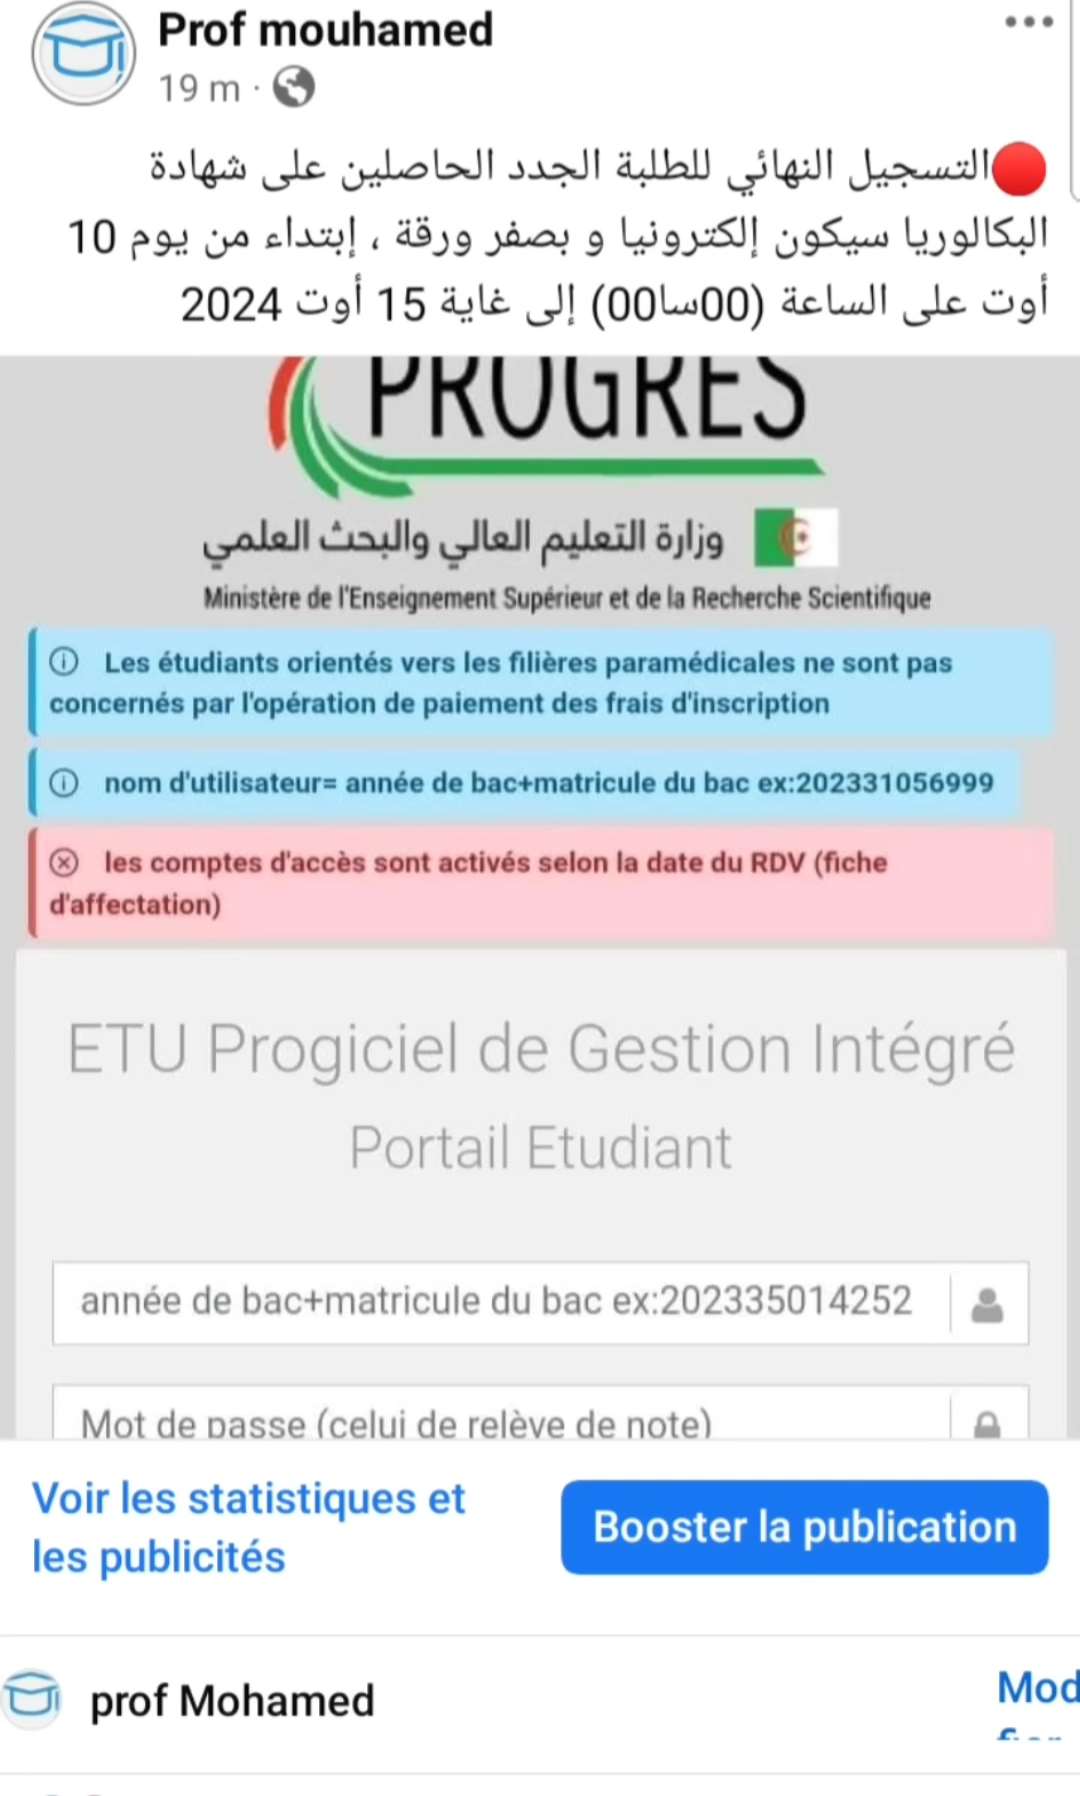 Prof mouhamed
19 m ·
🔴التسجيل النهائي للطلبة الجدد الحاصلين على شهادة
البكالوريا سيكون إلكترونيا و بصفر ورقة ، إبتداء من يوم 10
أوت على الساعة (00سا00) إلى غاية 15 أوت 2024
PROGRES
وزارة التعليم العالي والبحث العلمي
Ministère de l'Enseignement Supérieur et de la Recherche Scientifique
Les étudiants orientés vers les filières paramédicales ne sont pas
concernés par l'opération de paiement des frais d'inscription
nom d'utilisateur= année de bac+matricule du bac ex:202331056999
les comptes d'accès sont activés selon la date du RDV (fiche
d'affectation)
ETU Progiciel de Gestion Intégré
Portail Etudiant
année de bac+matricule du bac ex:202335014252
Mot de passe (celui de relève de note)
Voir les statistiques et
les publicités
Booster la publication
prof Mohamed
Mod